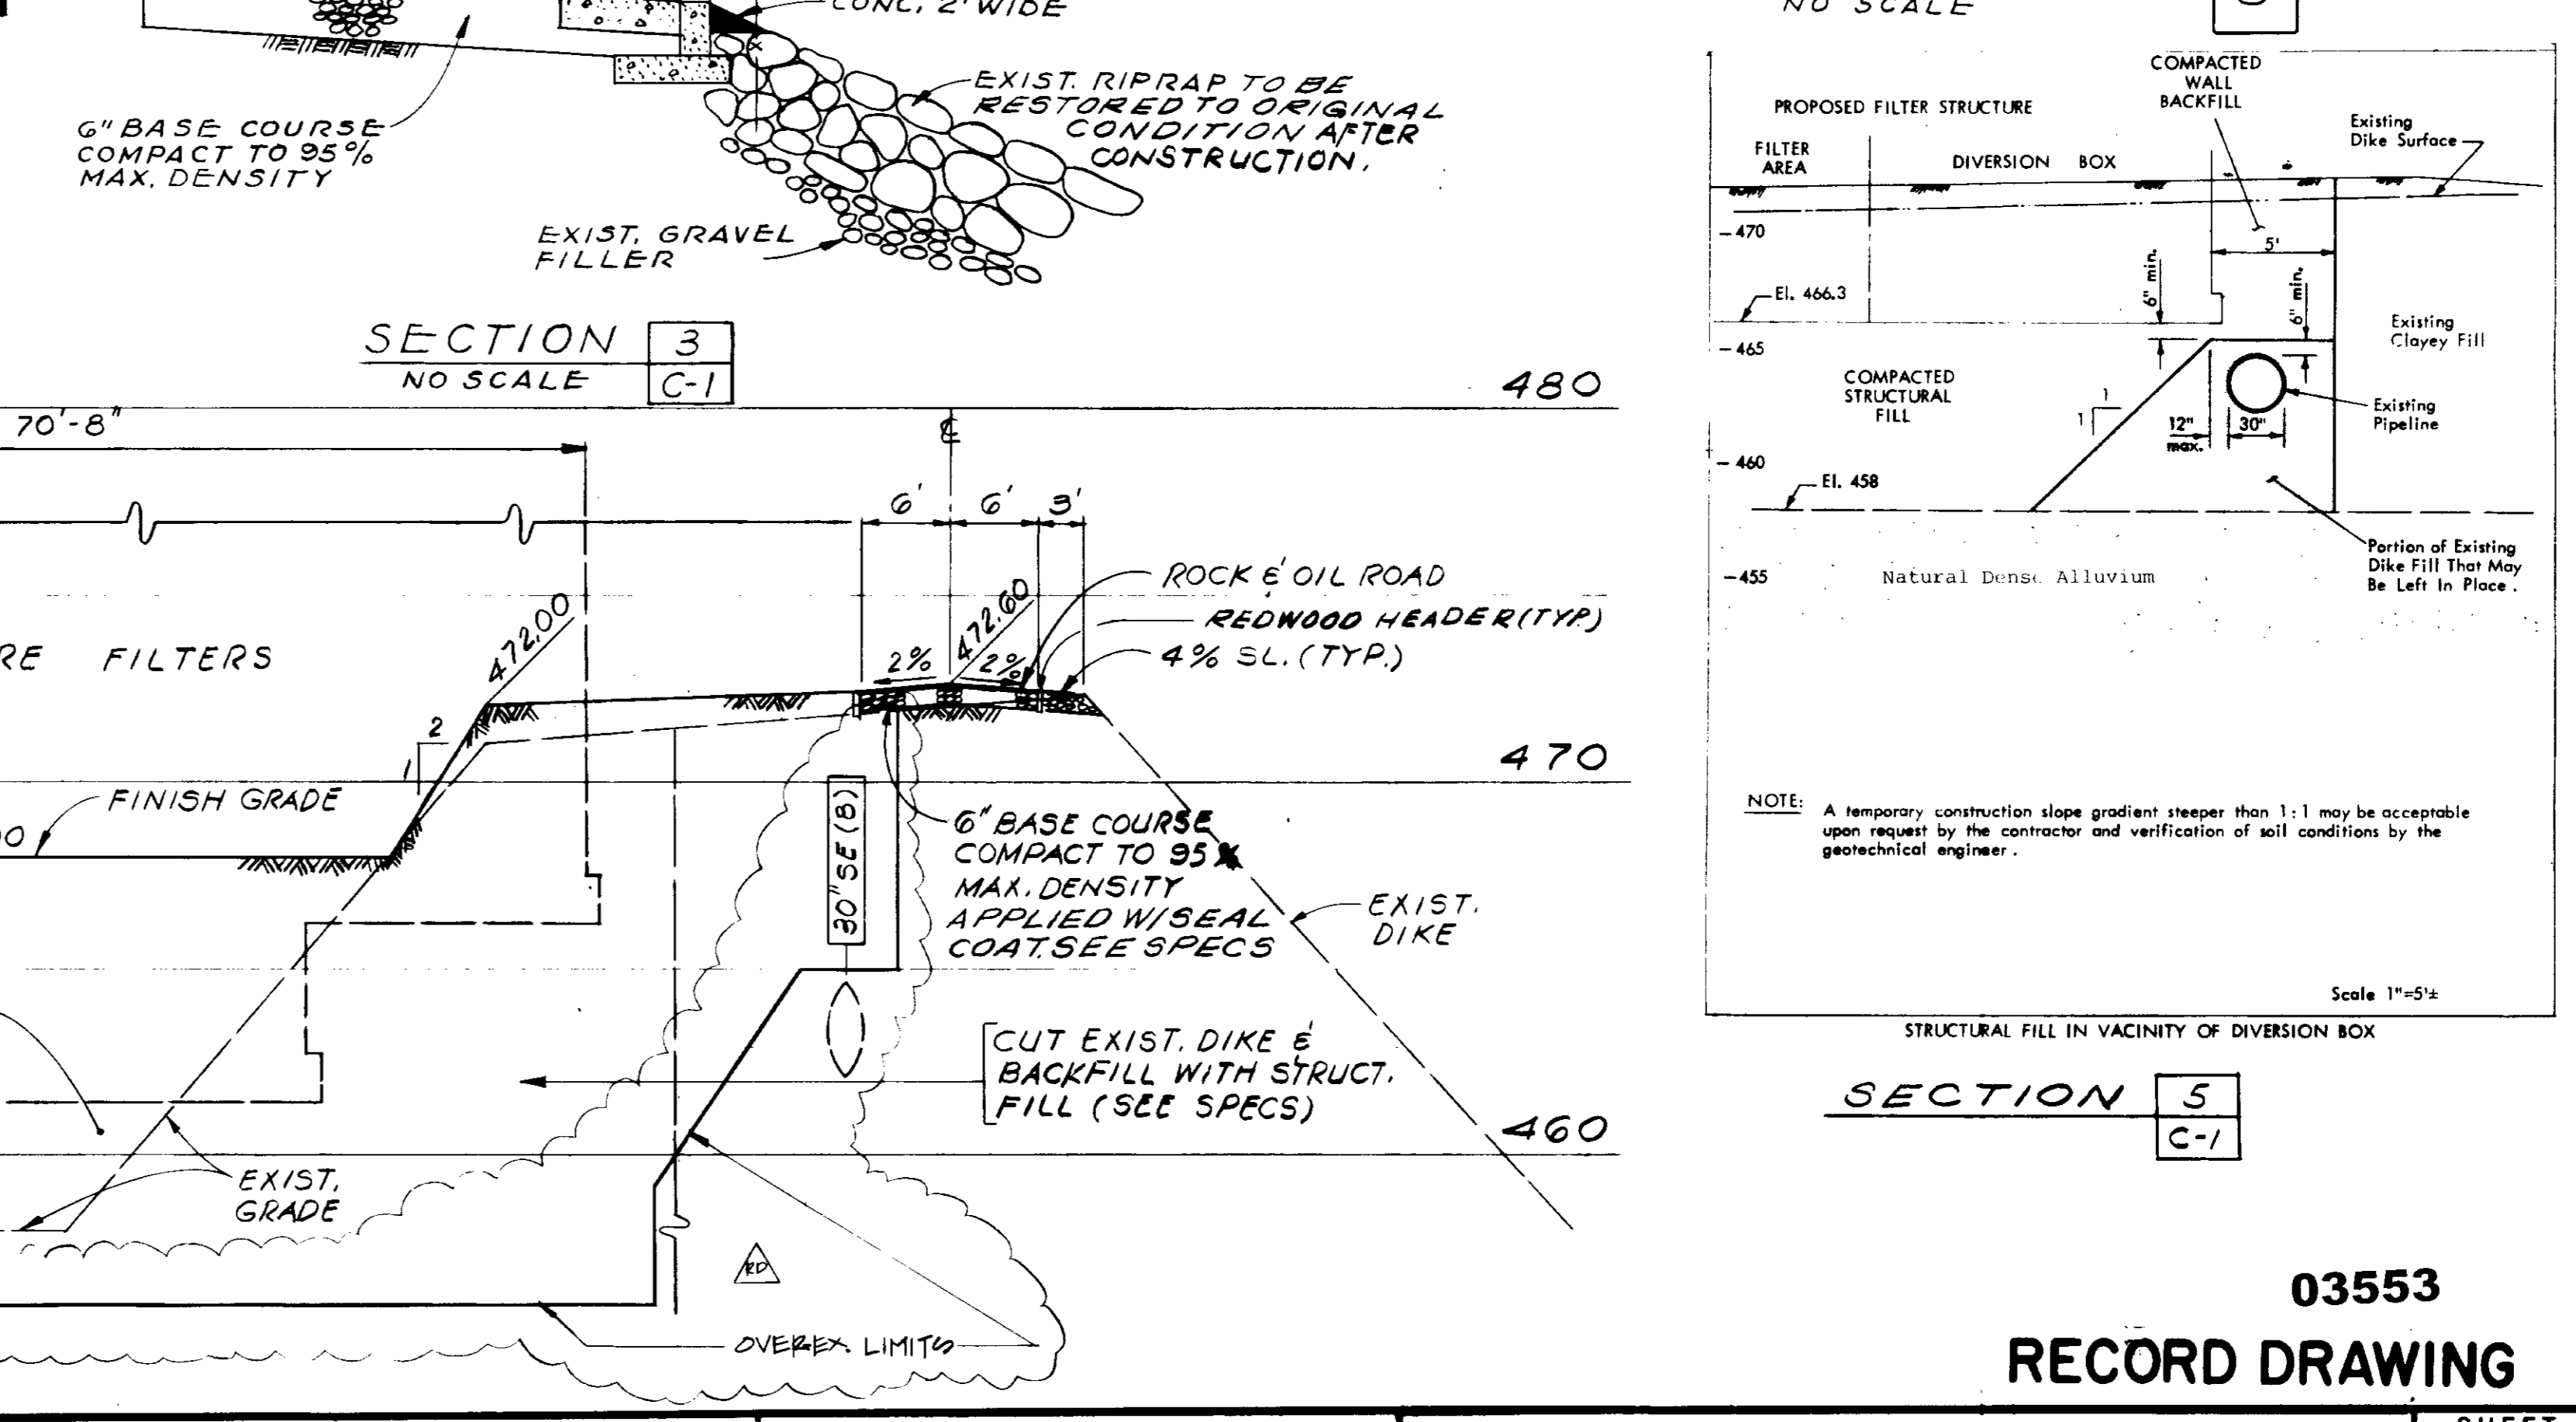 CONC. 2' WIDE
6" BASE COURSE
COMPACT TO 95%
MAX. DENSITY
EXIST. RIPRAP TO BE
RESTORED TO ORIGINAL
CONDITION AFTER
CONSTRUCTION.
EXIST. GRAVEL
FILLER
SECTION 3
NO SCALE C-1
480
70'-8"
℄
6' 6' 3'
ROCK & OIL ROAD
REDWOOD HEADER (TYP.)
4% SL. (TYP.)
FILTERS
472.00
2% 472.60 2%
2
1
470
FINISH GRADE
30" SE (8)
6" BASE COURSE
COMPACT TO 95%
MAX. DENSITY
APPLIED W/SEAL
COAT. SEE SPECS
EXIST.
DIKE
CUT EXIST. DIKE &
BACKFILL WITH STRUCT.
FILL (SEE SPECS)
460
EXIST.
GRADE
RD
OVEREX. LIMITS
NO SCALE
COMPACTED
WALL
BACKFILL
PROPOSED FILTER STRUCTURE
Existing
Dike Surface
FILTER
AREA
DIVERSION BOX
470
5'
6" min.
6" min.
El. 466.3
Existing
Clayey Fill
465
COMPACTED
STRUCTURAL
FILL
1
1
12"
max.
30"
Existing
Pipeline
460
El. 458
Portion of Existing
Dike Fill That May
Be Left In Place.
455
Natural Dense Alluvium
NOTE: A temporary construction slope gradient steeper than 1:1 may be acceptable
upon request by the contractor and verification of soil conditions by the
geotechnical engineer.
Scale 1"=5'±
STRUCTURAL FILL IN VACINITY OF DIVERSION BOX
SECTION 5
C-1
03553
RECORD DRAWING